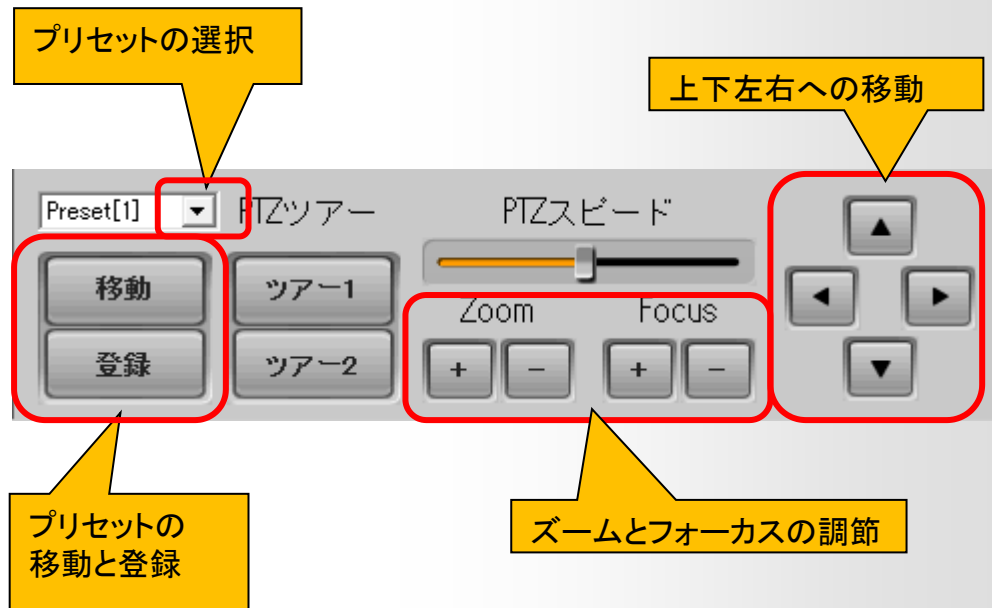 プリセットの選択
上下左右への移動
Preset[1]
PTZツアー
PTZスピード
移動
ツアー1
Zoom
Focus
登録
ツアー2
+
−
+
−
プリセットの
移動と登録
ズームとフォーカスの調節